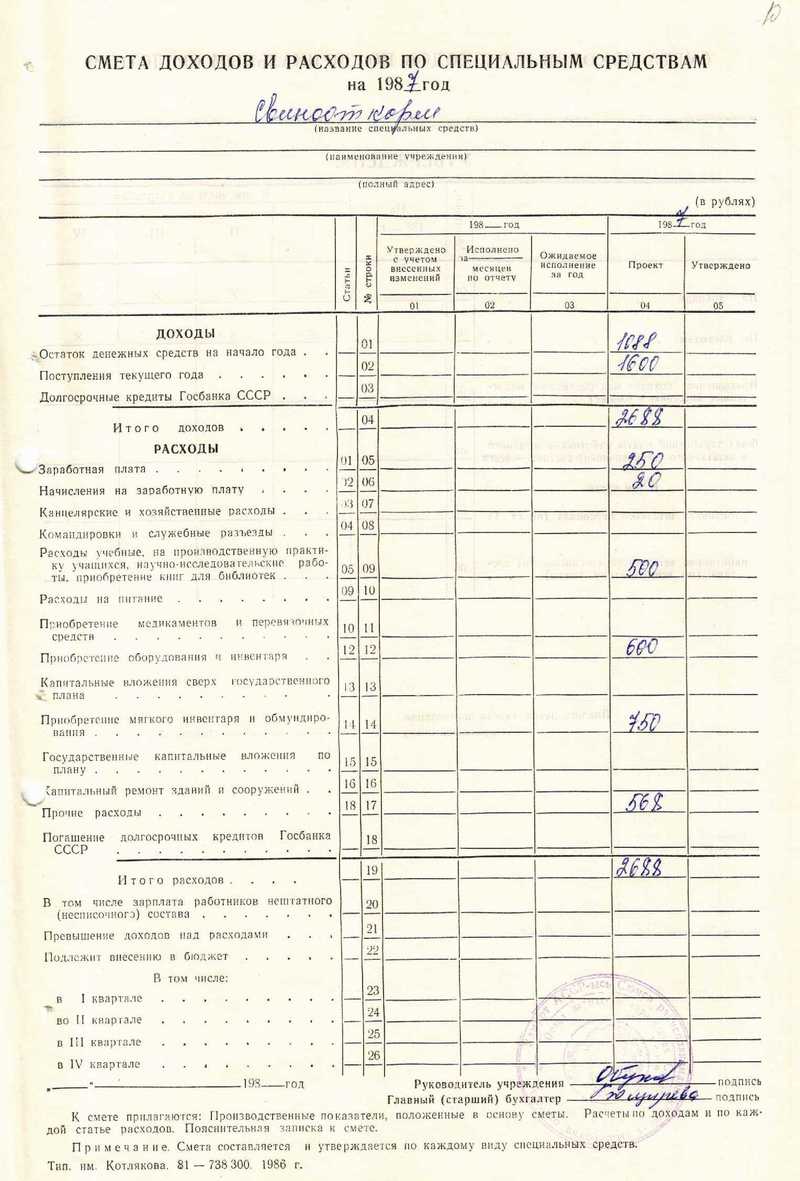 10
СМЕТА ДОХОДОВ И РАСХОДОВ ПО СПЕЦИАЛЬНЫМ СРЕДСТВАМ
на 1987 год
Свинооткорм
(название специальных средств)
(наименование учреждения)
(полный адрес)
(в рублях)
Статьи
№ строки
198 год
1987 год
Утверждено с учетом внесенных изменений
Исполнено за месяцев по отчету
Ожидаемое исполнение за год
Проект
Утверждено
01 02 03 04 05
ДОХОДЫ
Остаток денежных средств на начало года . . 01 1088
Поступления текущего года . . . . . . 02 1600
Долгосрочные кредиты Госбанка СССР . . . 03
Итого доходов . . . . . 04 2688
РАСХОДЫ
Заработная плата . . . . . . . . . 01 05 250
Начисления на заработную плату . . . . 02 06 20
Канцелярские и хозяйственные расходы . . . 03 07
Командировки и служебные разъезды . . . 04 08
Расходы учебные, на производственную практи-
ку учащихся, научно-исследовательские рабо-
ты, приобретение книг для библиотек . . . 05 09 500
Расходы на питание . . . . . . . . 09 10
Приобретение медикаментов и перевязочных
средств . . . . . . . . . . 10 11
Приобретение оборудования и инвентаря . . 12 12 600
Капитальные вложения сверх государственного
плана . . . . . . . . . 13 13
Приобретение мягкого инвентаря и обмундиро-
вания . . . . . . . . . . . 14 14 750
Государственные капитальные вложения по
плану . . . . . . . . . . . 15 15
Капитальный ремонт зданий и сооружений . . 16 16
Прочие расходы . . . . . . . . . 18 17 568
Погашение долгосрочных кредитов Госбанка
СССР . . . . . . . . . . 18
Итого расходов . . . . 19 2688
В том числе зарплата работников нештатного
(несписочного) состава . . . . . . . 20
Превышение доходов над расходами . . . 21
Подлежит внесению в бюджет . . . . . 22
В том числе:
в I квартале . . . . . . . . . 23
во II квартале . . . . . . . . . 24
в III квартале . . . . . . . . . 25
в IV квартале . . . . . . . . . 26
„ “ 198 год
Руководитель учреждения подпись
Главный (старший) бухгалтер подпись
К смете прилагаются: Производственные показатели, положенные в основу сметы. Расчеты по доходам и по каж-
дой статье расходов. Пояснительная записка к смете.
Примечание. Смета составляется и утверждается по каждому виду специальных средств.
Тип. им. Котлякова. 81 — 738 300. 1986 г.